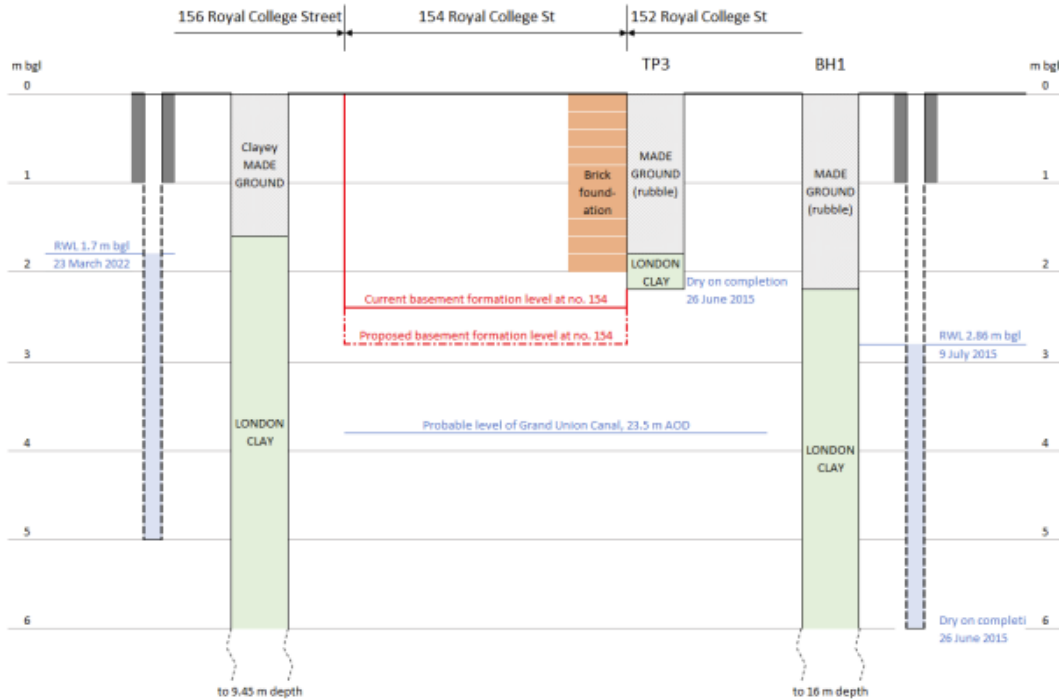 156 Royal College Street
154 Royal College St
152 Royal College St
TP3
BH1
m bgl
m bgl
0
0
Clayey
MADE
GROUND
Brick
found-
ation
MADE
GROUND
(rubble)
MADE
GROUND
(rubble)
1
1
RWL 1.7 m bgl
23 March 2022
LONDON
CLAY
Dry on completion
26 June 2015
2
2
Current basement formation level at no. 154
Proposed basement formation level at no. 154
RWL 2.86 m bgl
9 July 2015
3
3
LONDON
CLAY
Probable level of Grand Union Canal, 23.5 m AOD
LONDON
CLAY
4
4
5
5
6
Dry on completi
26 June 2015
6
to 9.45 m depth
to 16 m depth